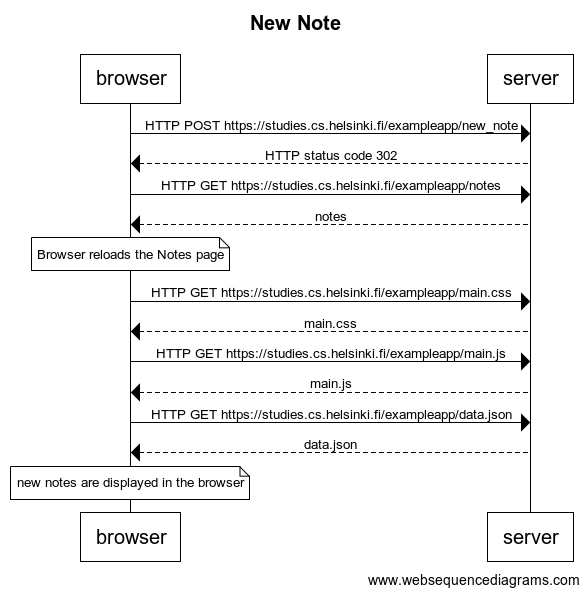 New Note
browser server
HTTP POST https://studies.cs.helsinki.fi/exampleapp/new_note
HTTP status code 302
HTTP GET https://studies.cs.helsinki.fi/exampleapp/notes
notes
Browser reloads the Notes page
HTTP GET https://studies.cs.helsinki.fi/exampleapp/main.css
main.css
HTTP GET https://studies.cs.helsinki.fi/exampleapp/main.js
main.js
HTTP GET https://studies.cs.helsinki.fi/exampleapp/data.json
data.json
new notes are displayed in the browser
browser server
www.websequencediagrams.com